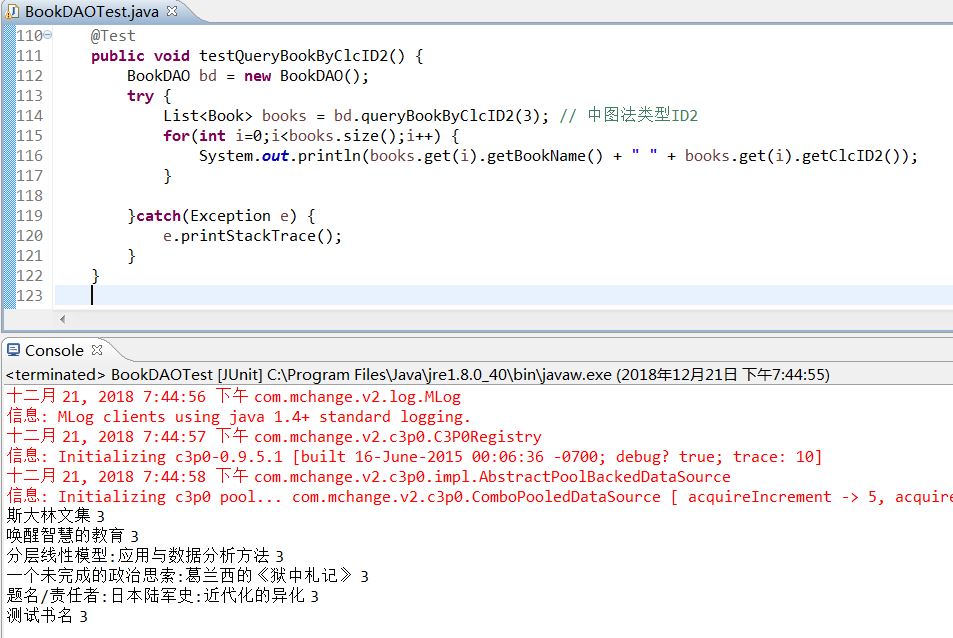 BookDAOTest.java
110 @Test
111 public void testQueryBookByClcID2() {
112 BookDAO bd = new BookDAO();
113 try {
114 List<Book> books = bd.queryBookByClcID2(3); // 中图法类型ID2
115 for(int i=0;i<books.size();i++) {
116 System.out.println(books.get(i).getBookName() + " " + books.get(i).getClcID2());
117 }
118
119 }catch(Exception e) {
120 e.printStackTrace();
121 }
122 }
123
Console
<terminated> BookDAOTest [JUnit] C:\Program Files\Java\jre1.8.0_40\bin\javaw.exe (2018年12月21日 下午7:44:55)
十二月 21, 2018 7:44:56 下午 com.mchange.v2.log.MLog
信息: MLog clients using java 1.4+ standard logging.
十二月 21, 2018 7:44:57 下午 com.mchange.v2.c3p0.C3P0Registry
信息: Initializing c3p0-0.9.5.1 [built 16-June-2015 00:06:36 -0700; debug? true; trace: 10]
十二月 21, 2018 7:44:58 下午 com.mchange.v2.c3p0.impl.AbstractPoolBackedDataSource
信息: Initializing c3p0 pool... com.mchange.v2.c3p0.ComboPooledDataSource [ acquireIncrement -> 5, acquire
斯大林文集 3
唤醒智慧的教育 3
分层线性模型:应用与数据分析方法 3
一个未完成的政治思索:葛兰西的《狱中札记》 3
题名/责任者:日本陆军史:近代化的异化 3
测试书名 3